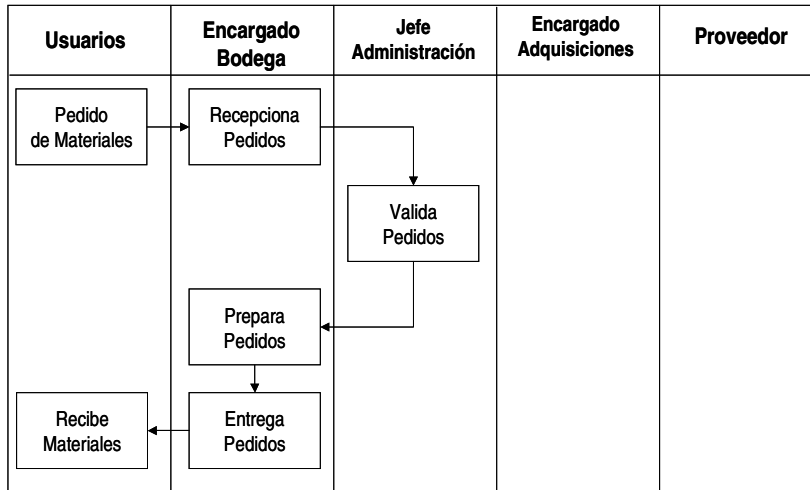 Usuarios
Encargado
Bodega
Jefe
Administración
Encargado
Adquisiciones
Proveedor
Pedido
de Materiales
Recepciona
Pedidos
Valida
Pedidos
Prepara
Pedidos
Recibe
Materiales
Entrega
Pedidos